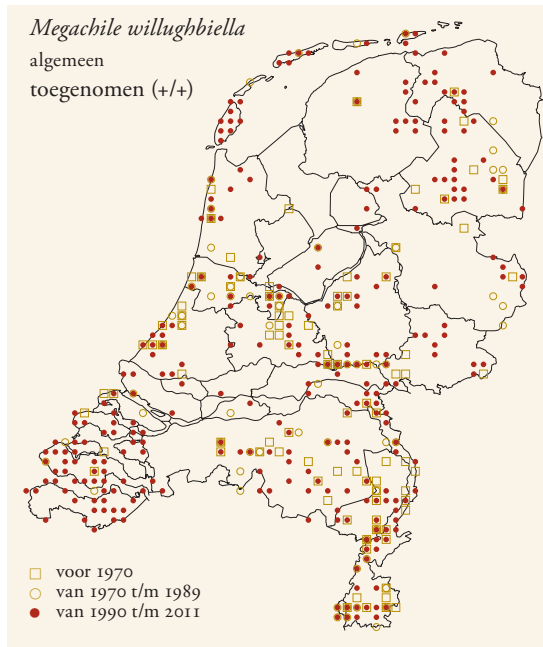 Megachile willughbiella
algemeen
toegenomen (+/+)
voor 1970
van 1970 t/m 1989
van 1990 t/m 2011